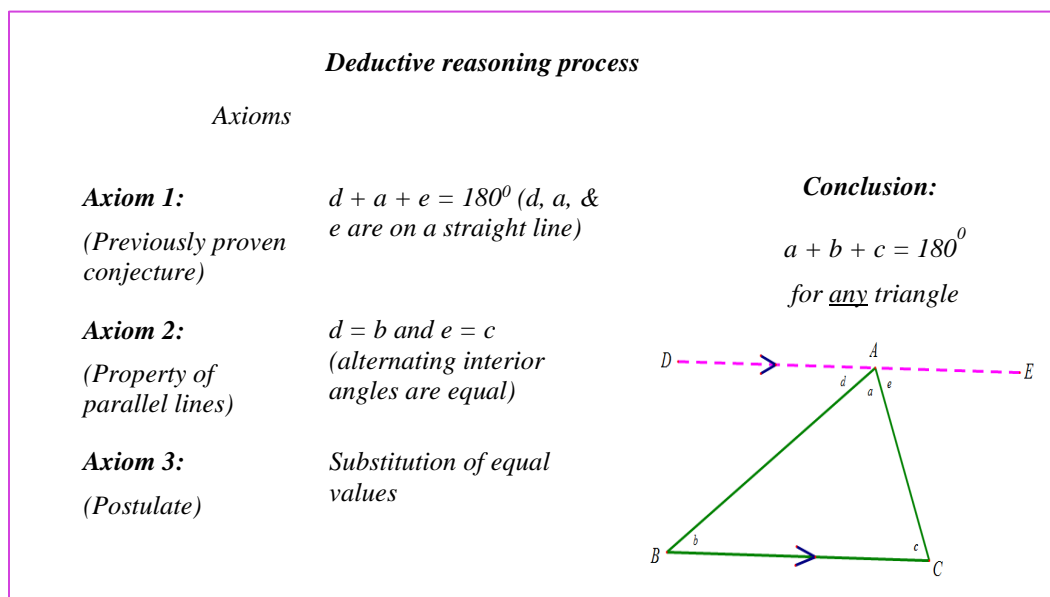 Deductive reasoning process
Axioms
Axiom 1:
(Previously proven
conjecture)
d + a + e = 180⁰ (d, a, &
e are on a straight line)
Axiom 2:
(Property of
parallel lines)
d = b and e = c
(alternating interior
angles are equal)
Axiom 3:
(Postulate)
Substitution of equal
values
Conclusion:
a + b + c = 180⁰
for any triangle
D A E
d a e
b c
B C